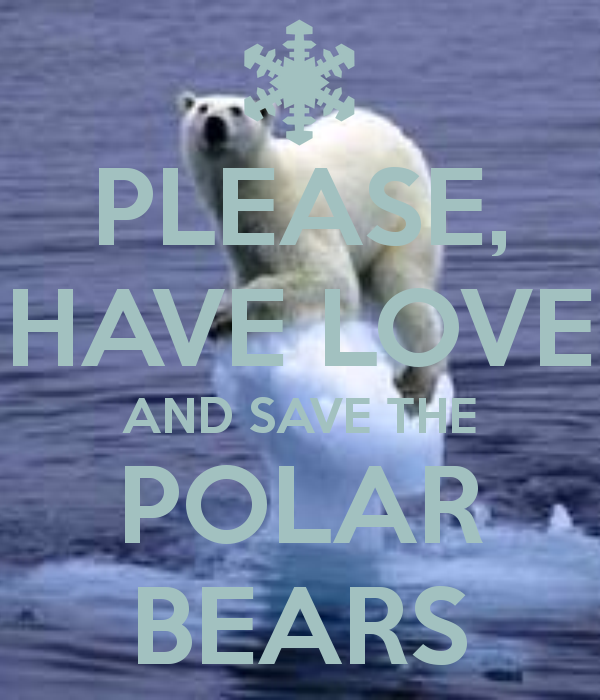 PLEASE,
HAVE LOVE
AND SAVE THE
POLAR
BEARS